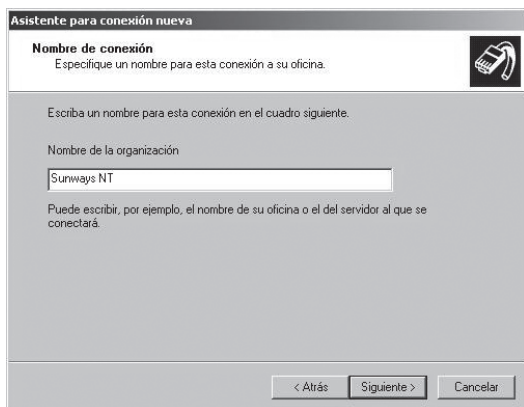 Asistente para conexión nueva
Nombre de conexión
Especifique un nombre para esta conexión a su oficina.
Escriba un nombre para esta conexión en el cuadro siguiente.
Nombre de la organización
Sunways NT
Puede escribir, por ejemplo, el nombre de su oficina o el del servidor al que se
conectará.
< Atrás
Siguiente >
Cancelar